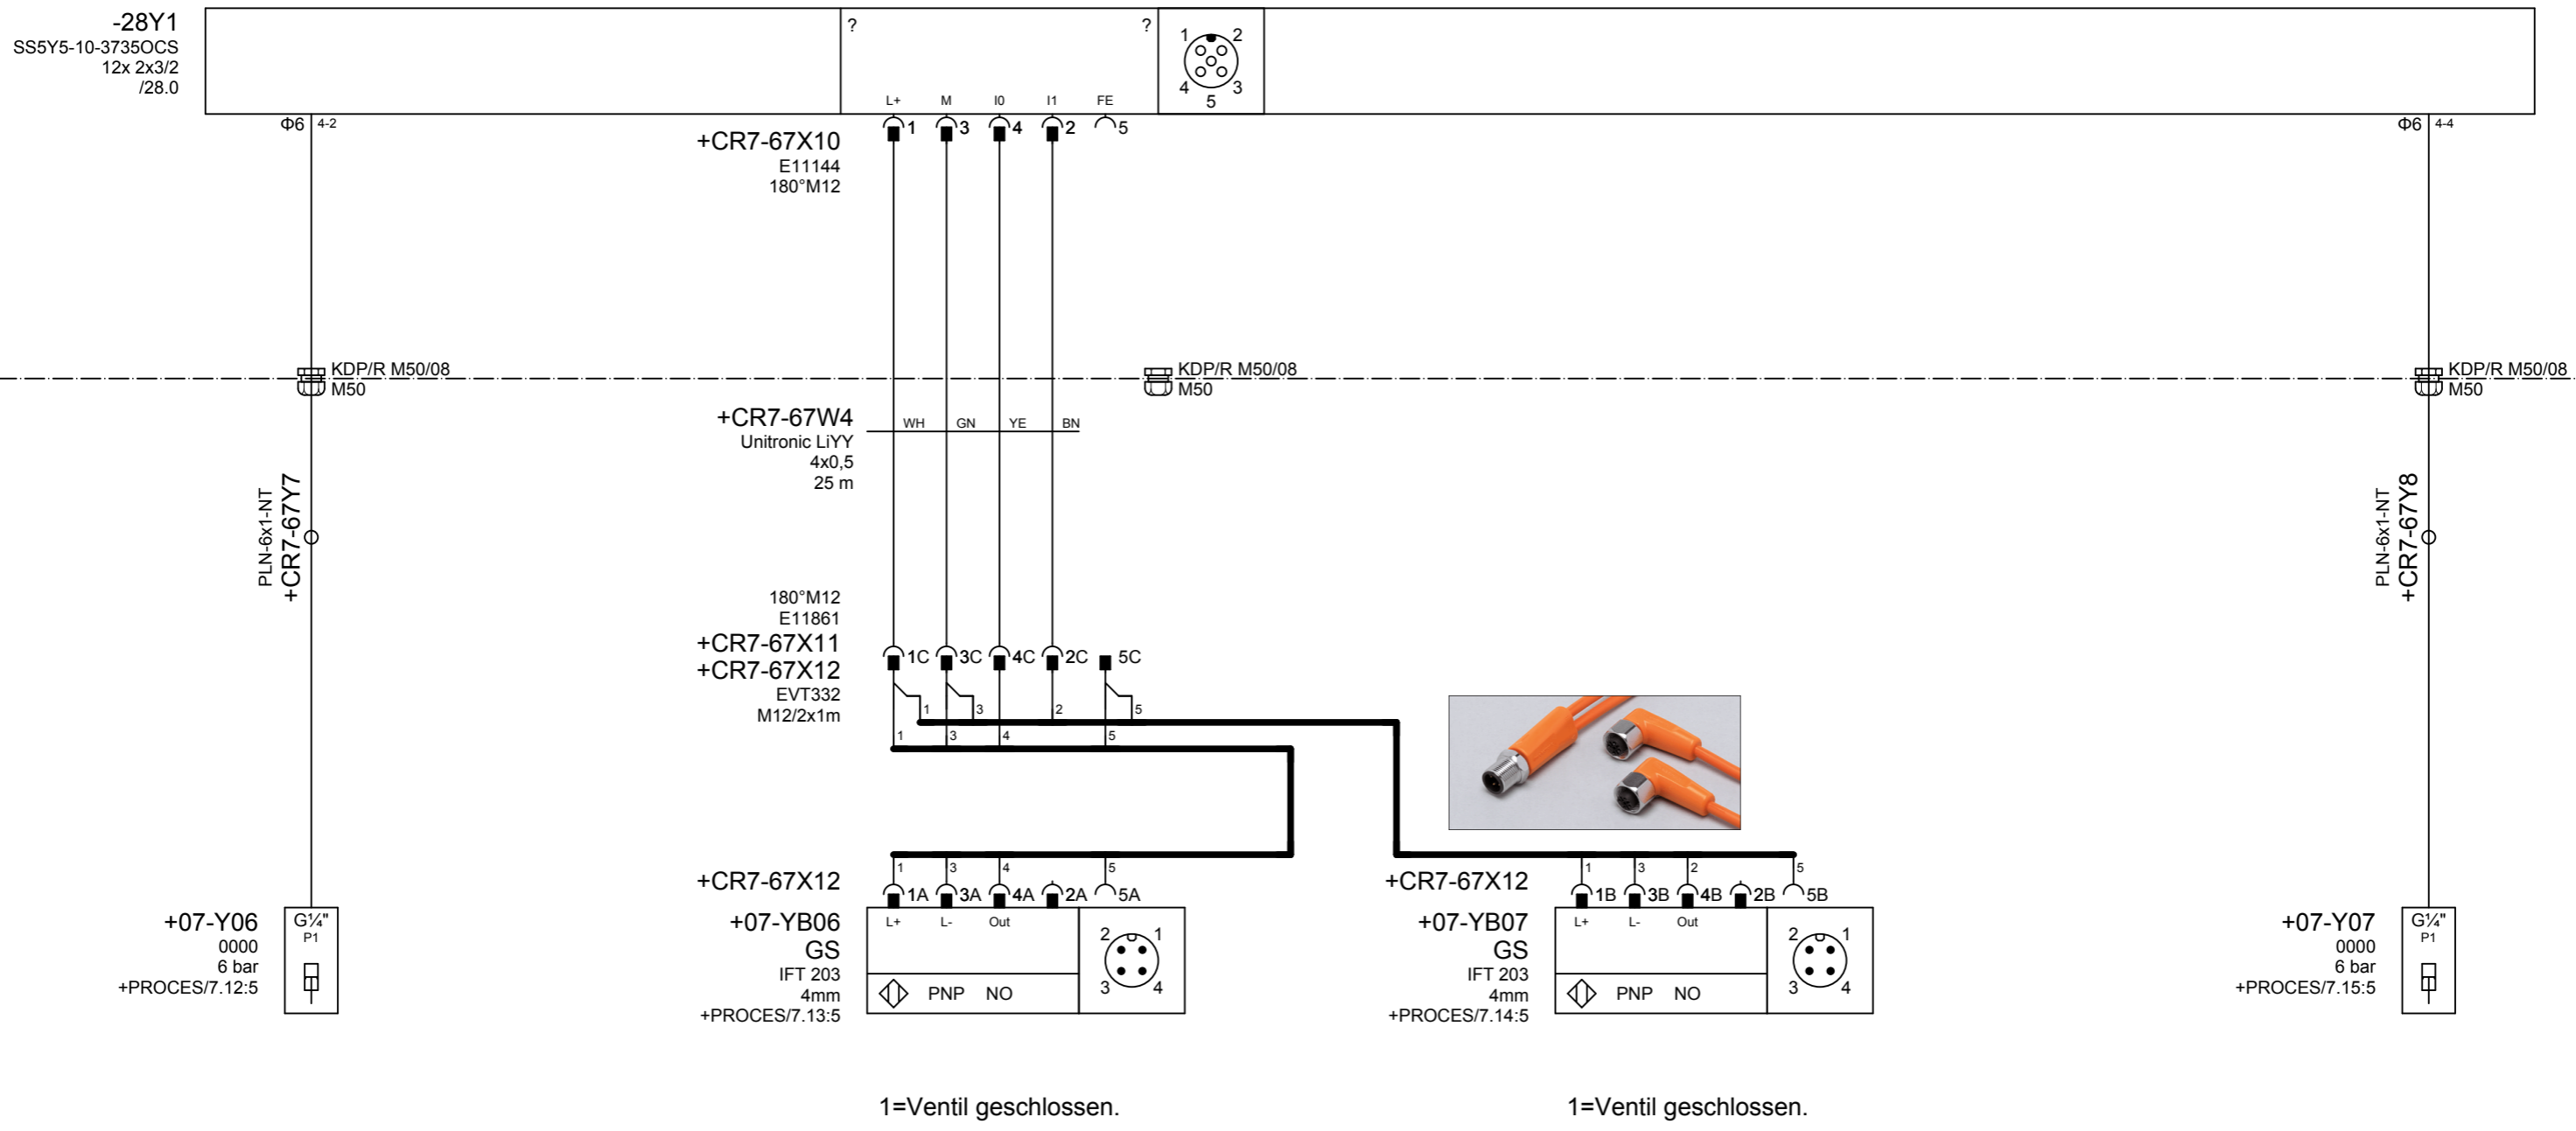 -28Y1
SS5Y5-10-3735OCS
12x 2x3/2
/28.0
?
?
1
2
4
3
5
L+
M
I0
I1
FE
Φ6
4-2
1
3
4
2
5
Φ6
4-4
+CR7-67X10
E11144
180°M12
KDP/R M50/08
M50
KDP/R M50/08
M50
KDP/R M50/08
M50
+CR7-67W4
Unitronic LiYY
4x0,5
25 m
WH
GN
YE
BN
PLN-6x1-NT
+CR7-67Y7
PLN-6x1-NT
+CR7-67Y8
180°M12
E11861
+CR7-67X11
+CR7-67X12
EVT332
M12/2x1m
1C
3C
4C
2C
5C
1
3
2
5
1
3
4
5
1
3
4
5
1
3
2
5
+CR7-67X12
1A
3A
4A
2A
5A
+CR7-67X12
1B
3B
4B
2B
5B
+07-Y06
0000
6 bar
+PROCES/7.12:5
G¼"
P1
+07-YB06
GS
IFT 203
4mm
+PROCES/7.13:5
L+
L-
Out
PNP NO
2
1
3
4
+07-YB07
GS
IFT 203
4mm
+PROCES/7.14:5
L+
L-
Out
PNP NO
2
1
3
4
+07-Y07
0000
6 bar
+PROCES/7.15:5
G¼"
P1
1=Ventil geschlossen.
1=Ventil geschlossen.